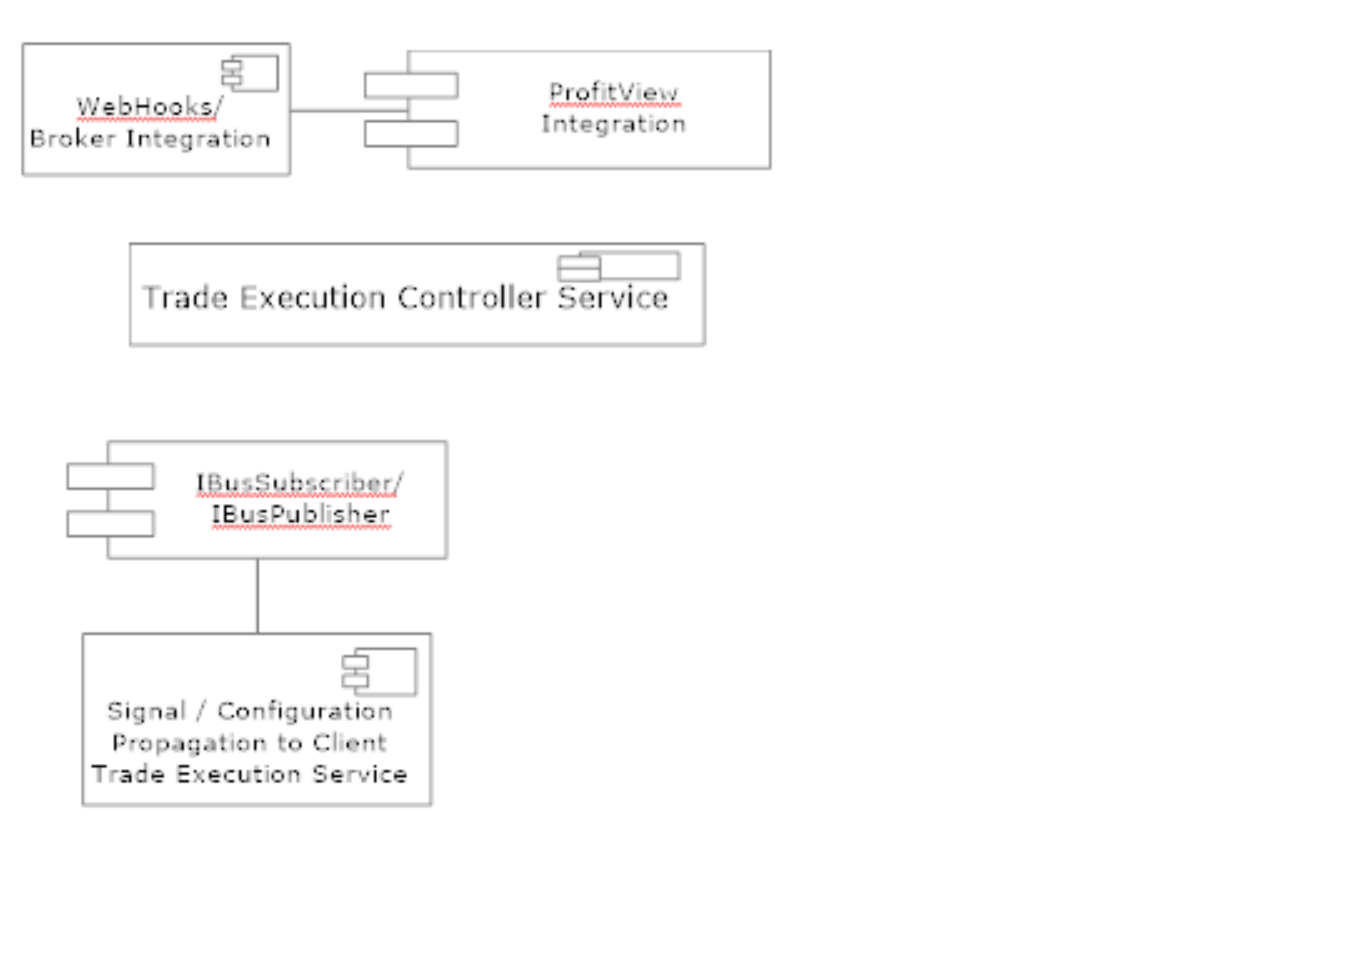 WebHooks/
Broker Integration
ProfitView
Integration
Trade Execution Controller Service
IBusSubscriber/
IBusPublisher
Signal / Configuration
Propagation to Client
Trade Execution Service